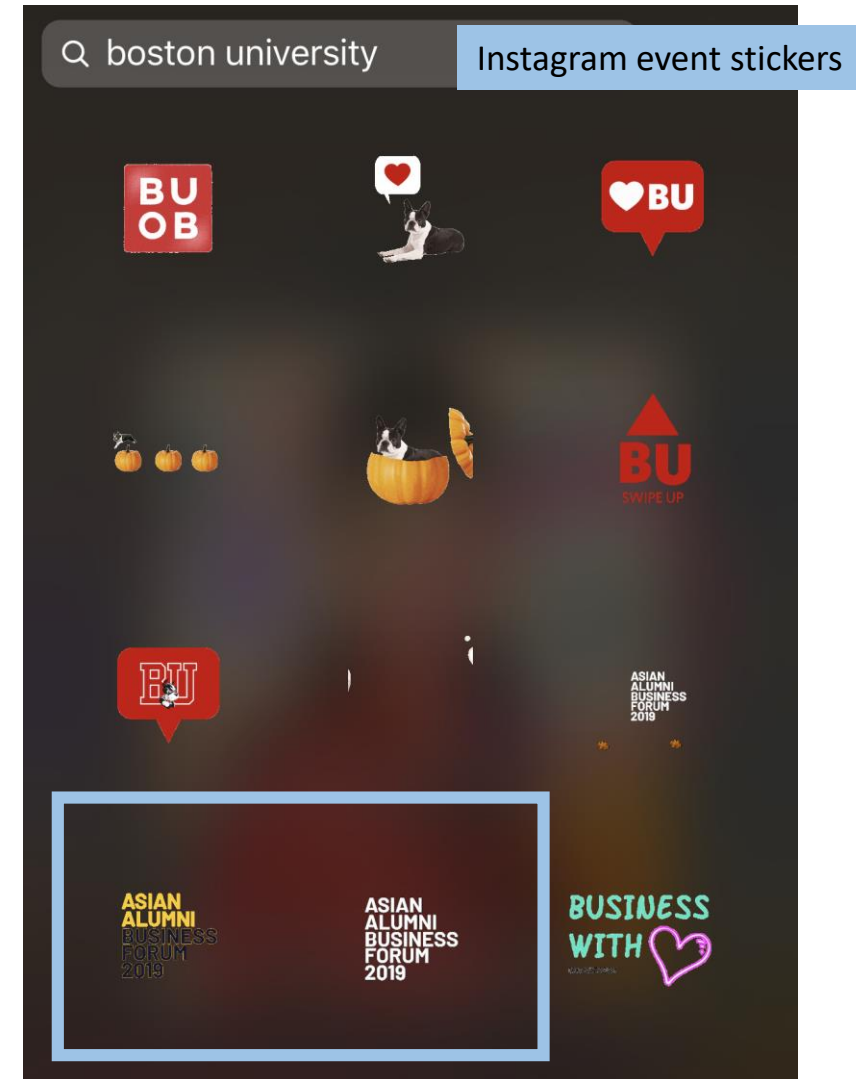 boston university
Instagram event stickers
BU
OB
BU
BU
SWIPE UP
BU
ASIAN
ALUMNI
BUSINESS
FORUM
2019
ASIAN
ALUMNI
BUSINESS
FORUM
2019
ASIAN
ALUMNI
BUSINESS
FORUM
2019
BUSINESS
WITH